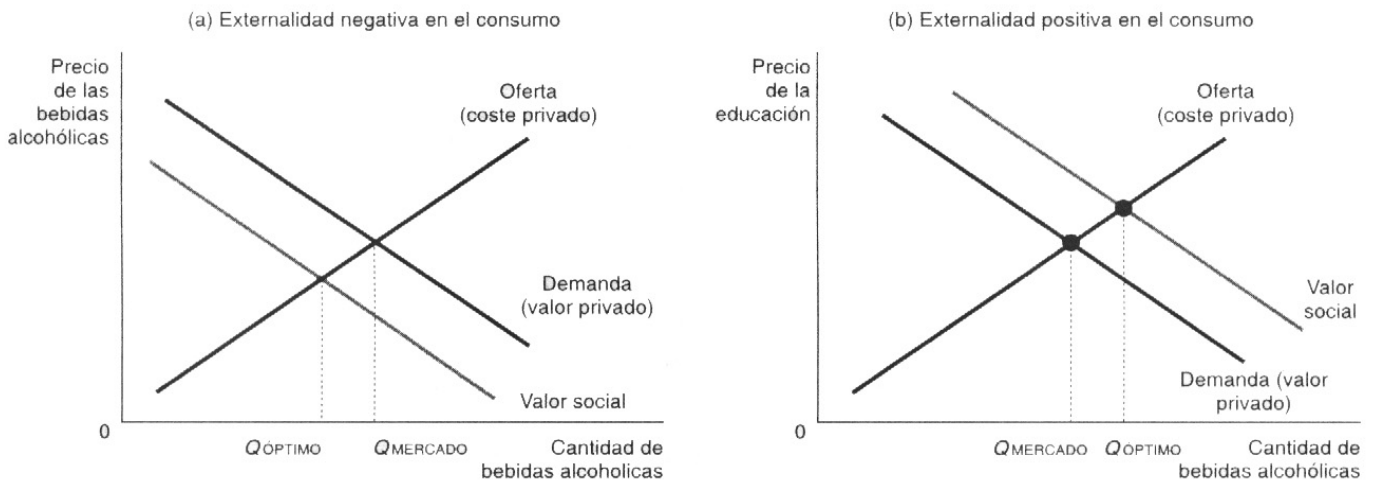 (a) Externalidad negativa en el consumo
Precio
de las
bebidas
alcohólicas
Oferta
(coste privado)
Demanda
(valor privado)
Valor social
0
QÓPTIMO
QMERCADO
Cantidad de
bebidas alcoholicas
(b) Externalidad positiva en el consumo
Precio
de la
educación
Oferta
(coste privado)
Valor
social
Demanda (valor
privado)
0
QMERCADO
QÓPTIMO
Cantidad de
bebidas alcohólicas